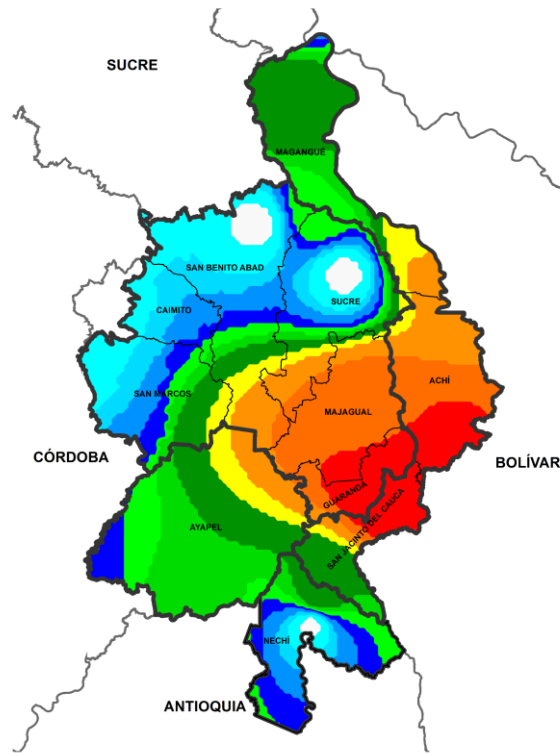 SUCRE
MAGANGUÉ
SAN BENITO ABAD
SUCRE
CAIMITO
ACHÍ
SAN MARCOS
MAJAGUAL
CÓRDOBA
BOLÍVAR
GUARANDA
SAN JACINTO DEL CAUCA
AYAPEL
NECHÍ
ANTIOQUIA